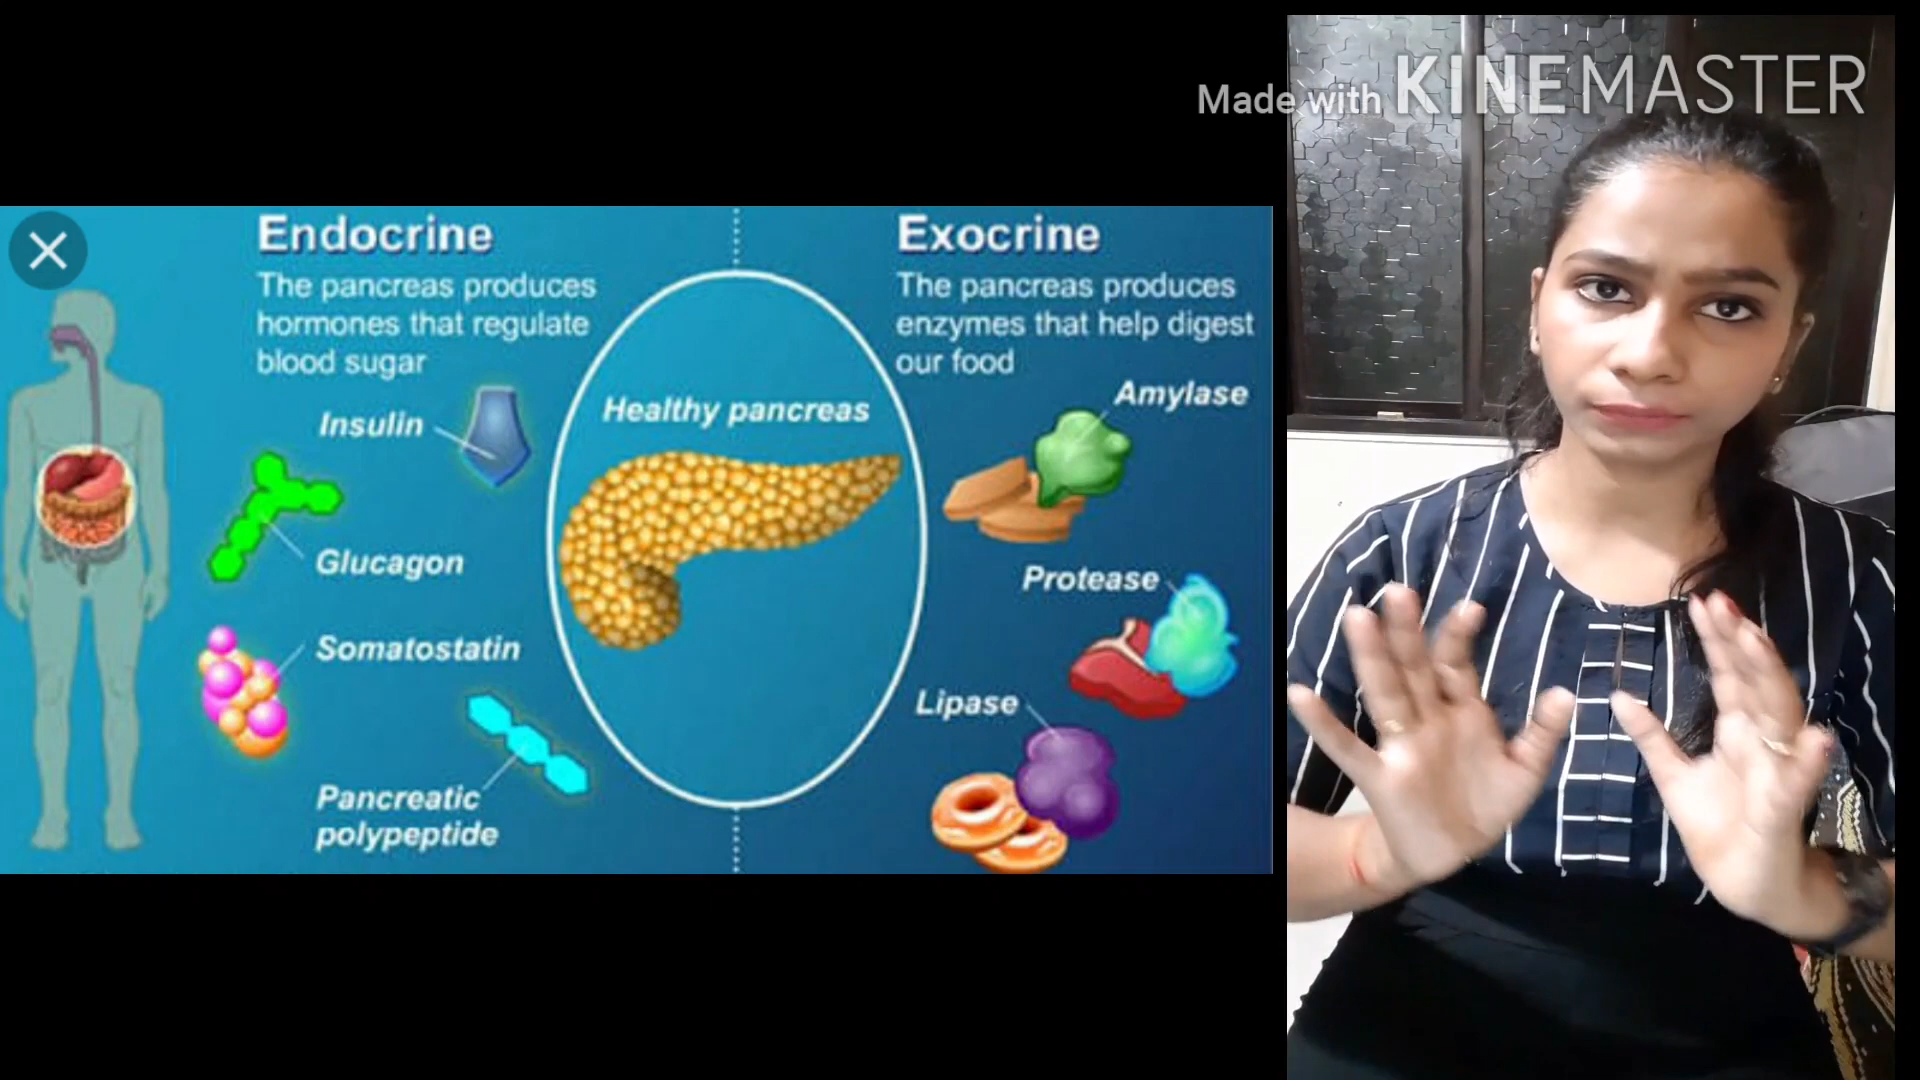 Made with KINEMASTER
Endocrine
The pancreas produces
hormones that regulate
blood sugar
Insulin
Glucagon
Somatostatin
Pancreatic
polypeptide
Healthy pancreas
Exocrine
The pancreas produces
enzymes that help digest
our food
Amylase
Protease
Lipase